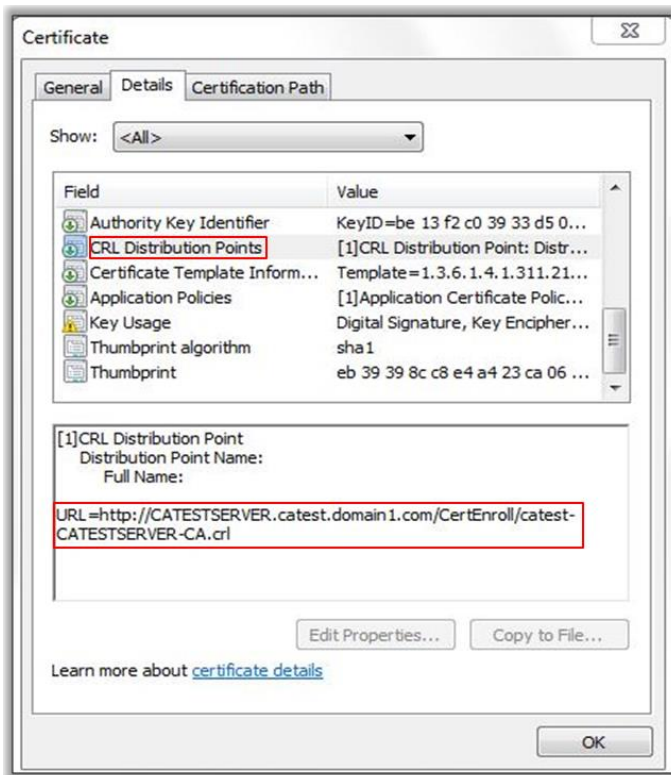 Certificate
General Details Certification Path
Show: <All>
Field Value
Authority Key Identifier KeyID=be 13 f2 c0 39 33 d5 0...
CRL Distribution Points [1]CRL Distribution Point: Distr...
Certificate Template Inform... Template=1.3.6.1.4.1.311.21...
Application Policies [1]Application Certificate Polic...
Key Usage Digital Signature, Key Encipher...
Thumbprint algorithm sha1
Thumbprint eb 39 39 8c c8 e4 a4 23 ca 06 ...
[1]CRL Distribution Point
Distribution Point Name:
Full Name:
URL=http://CATESTSERVER.catest.domain1.com/CertEnroll/catest-
CATESTSERVER-CA.crl
Edit Properties... Copy to File...
Learn more about certificate details
OK